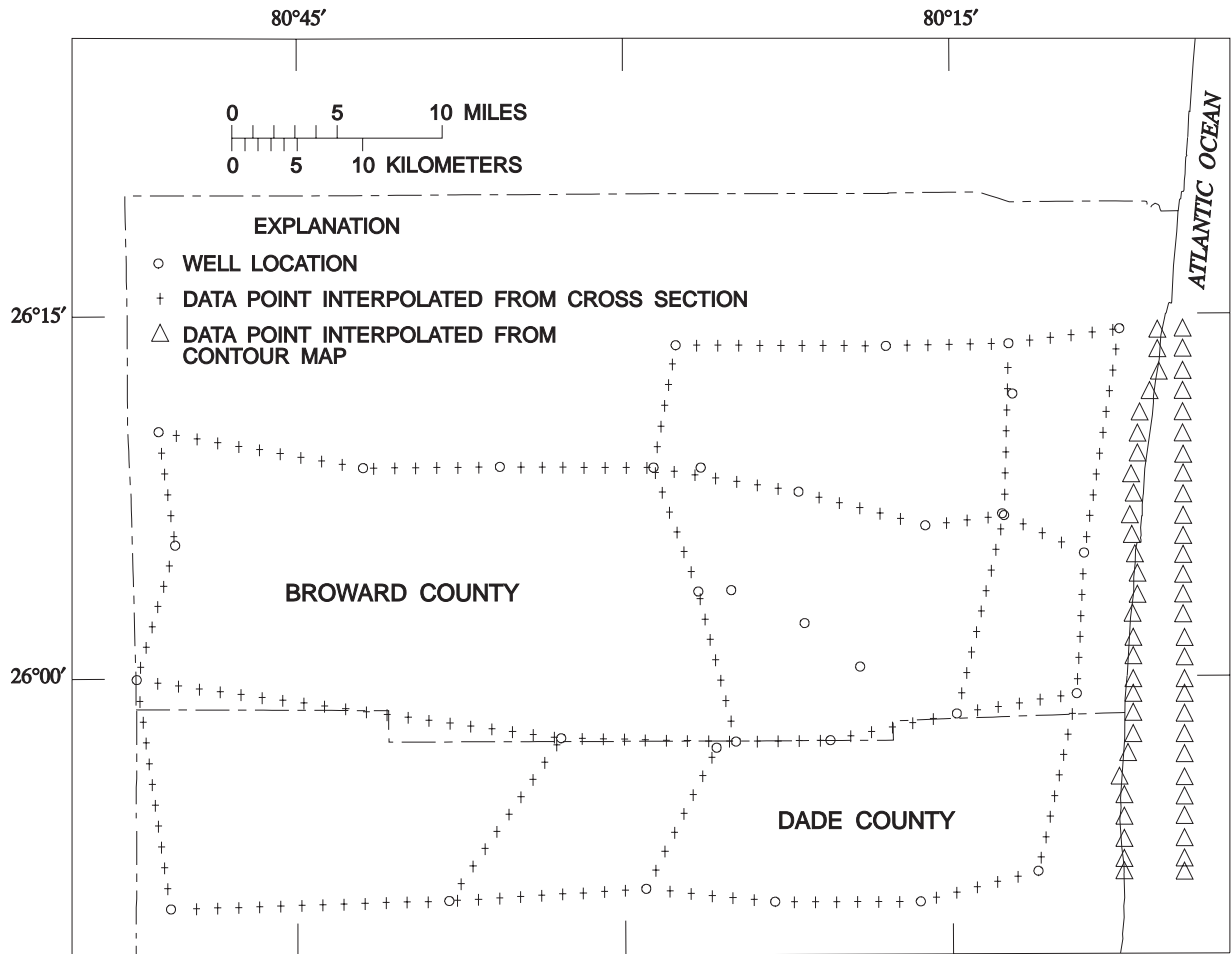 80°45′ 80°15′
0 5 10 MILES
0 5 10 KILOMETERS
ATLANTIC OCEAN
EXPLANATION
WELL LOCATION
DATA POINT INTERPOLATED FROM CROSS SECTION
26°15′
DATA POINT INTERPOLATED FROM
CONTOUR MAP
BROWARD COUNTY
26°00′
DADE COUNTY